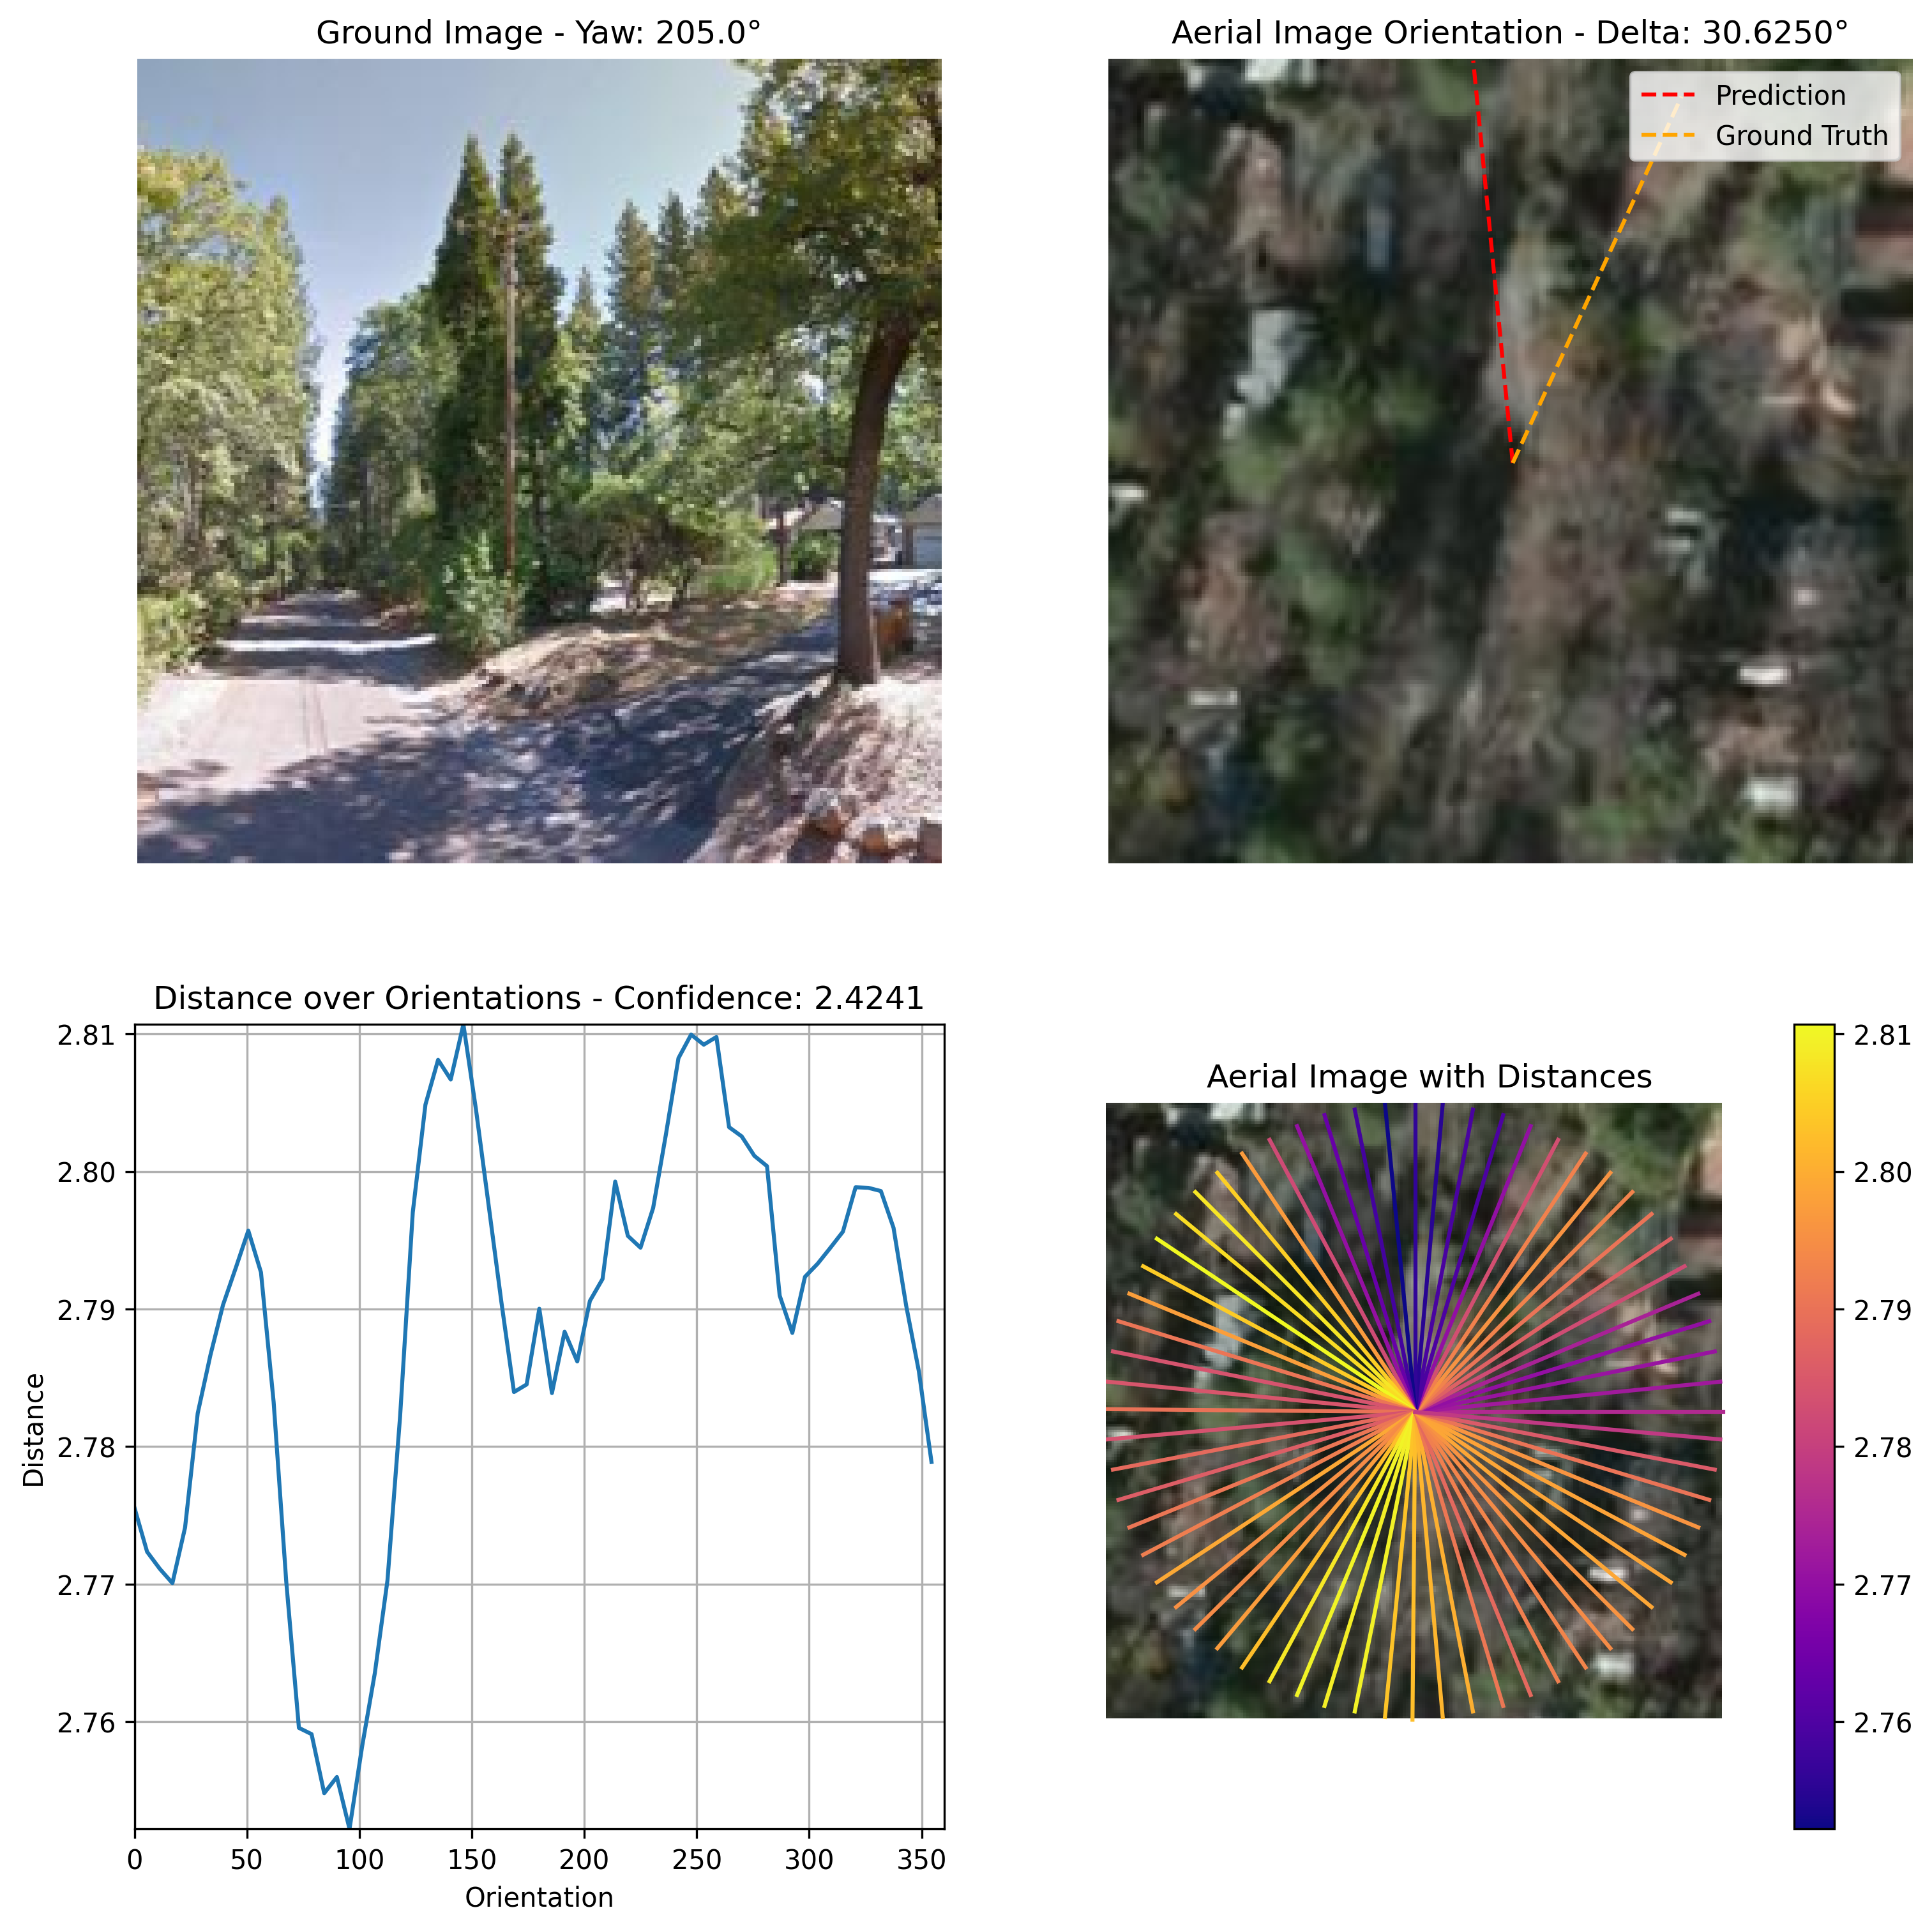 Ground Image - Yaw: 205.0°
Aerial Image Orientation - Delta: 30.6250°
Prediction
Ground Truth
Distance over Orientations - Confidence: 2.4241
2.81
2.80
2.79
2.78
2.77
2.76
Distance
0 50 100 150 200 250 300 350
Orientation
Aerial Image with Distances
2.81
2.80
2.79
2.78
2.77
2.76